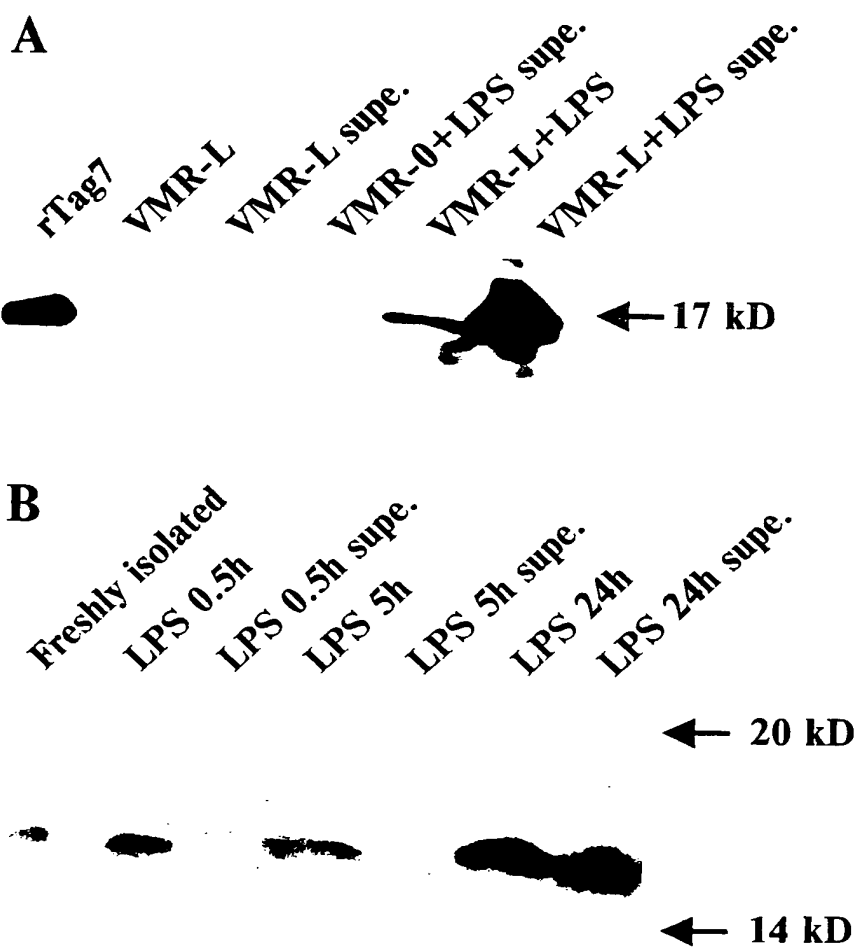 A
rTag7
VMR-L
VMR-L supe.
VMR-0+LPS supe.
VMR-L+LPS
VMR-L+LPS supe.
17 kD
B
Freshly isolated
LPS 0.5h
LPS 0.5h supe.
LPS 5h
LPS 5h supe.
LPS 24h
LPS 24h supe.
20 kD
14 kD